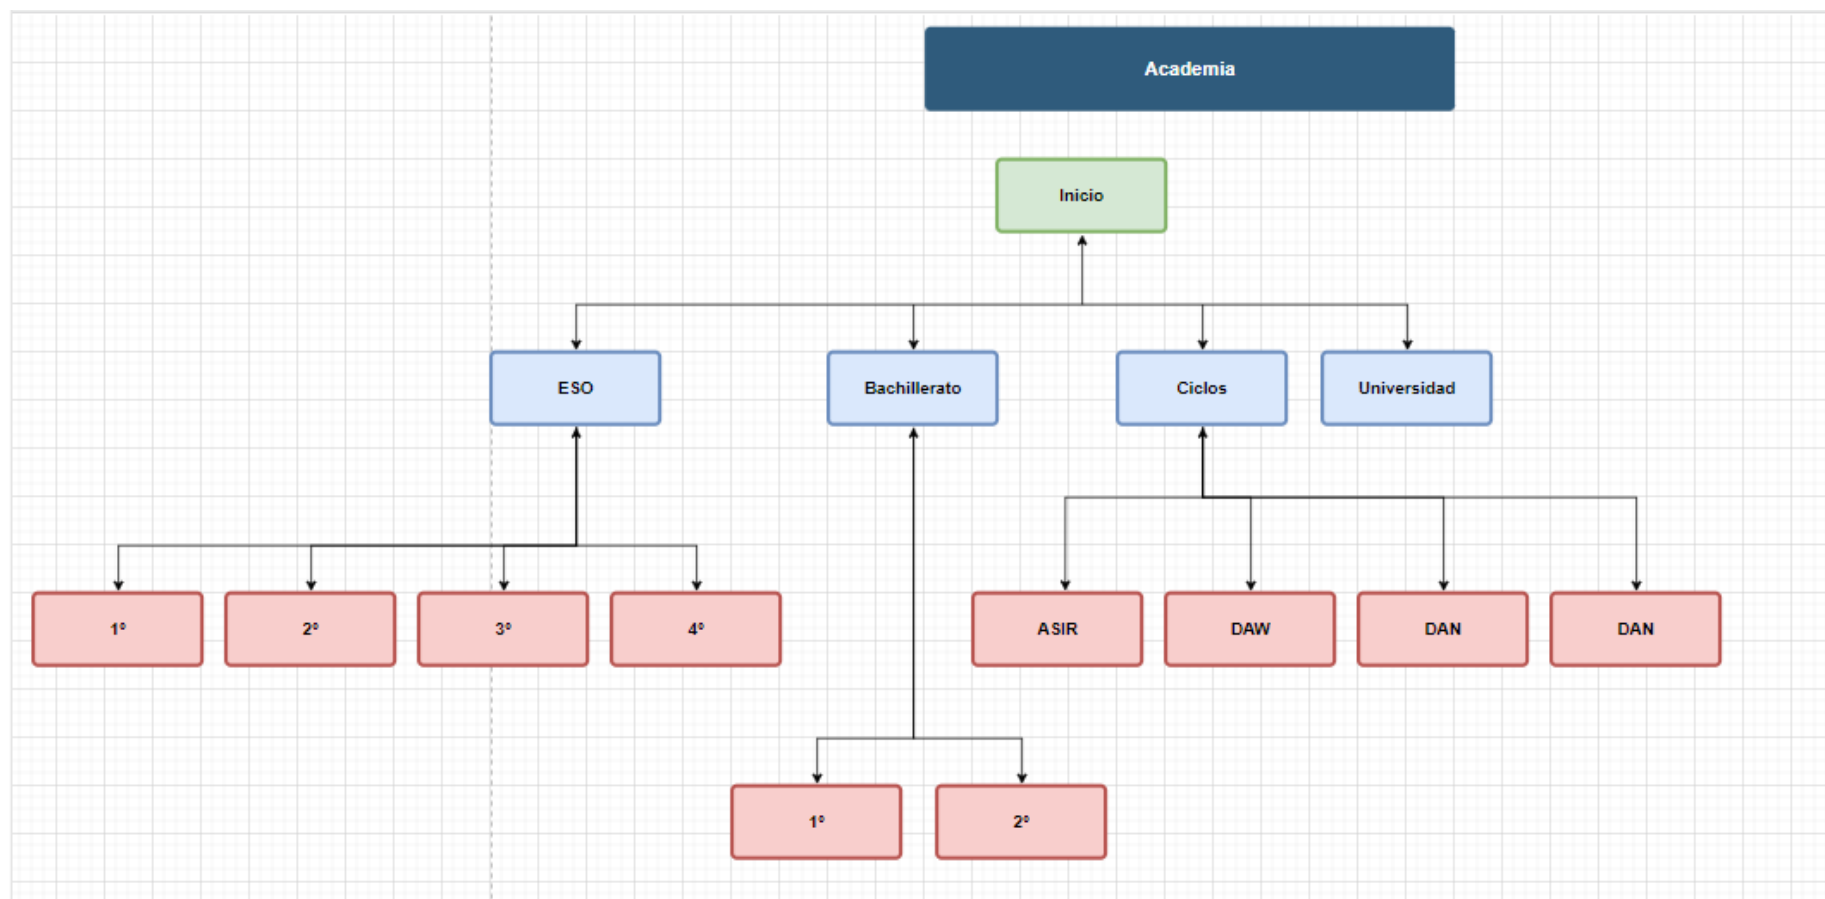 Academia
Inicio
ESO
Bachillerato
Ciclos
Universidad
1º
2º
3º
4º
ASIR
DAW
DAN
DAN
1º
2º